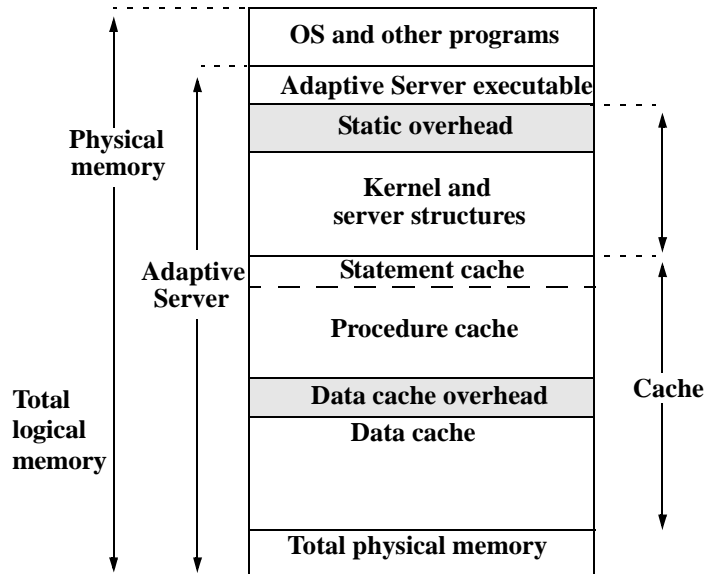 OS and other programs
Adaptive Server executable
Static overhead
Physical
memory
Kernel and
server structures
Adaptive
Server
Statement cache
Procedure cache
Data cache overhead
Cache
Total
logical
memory
Data cache
Total physical memory